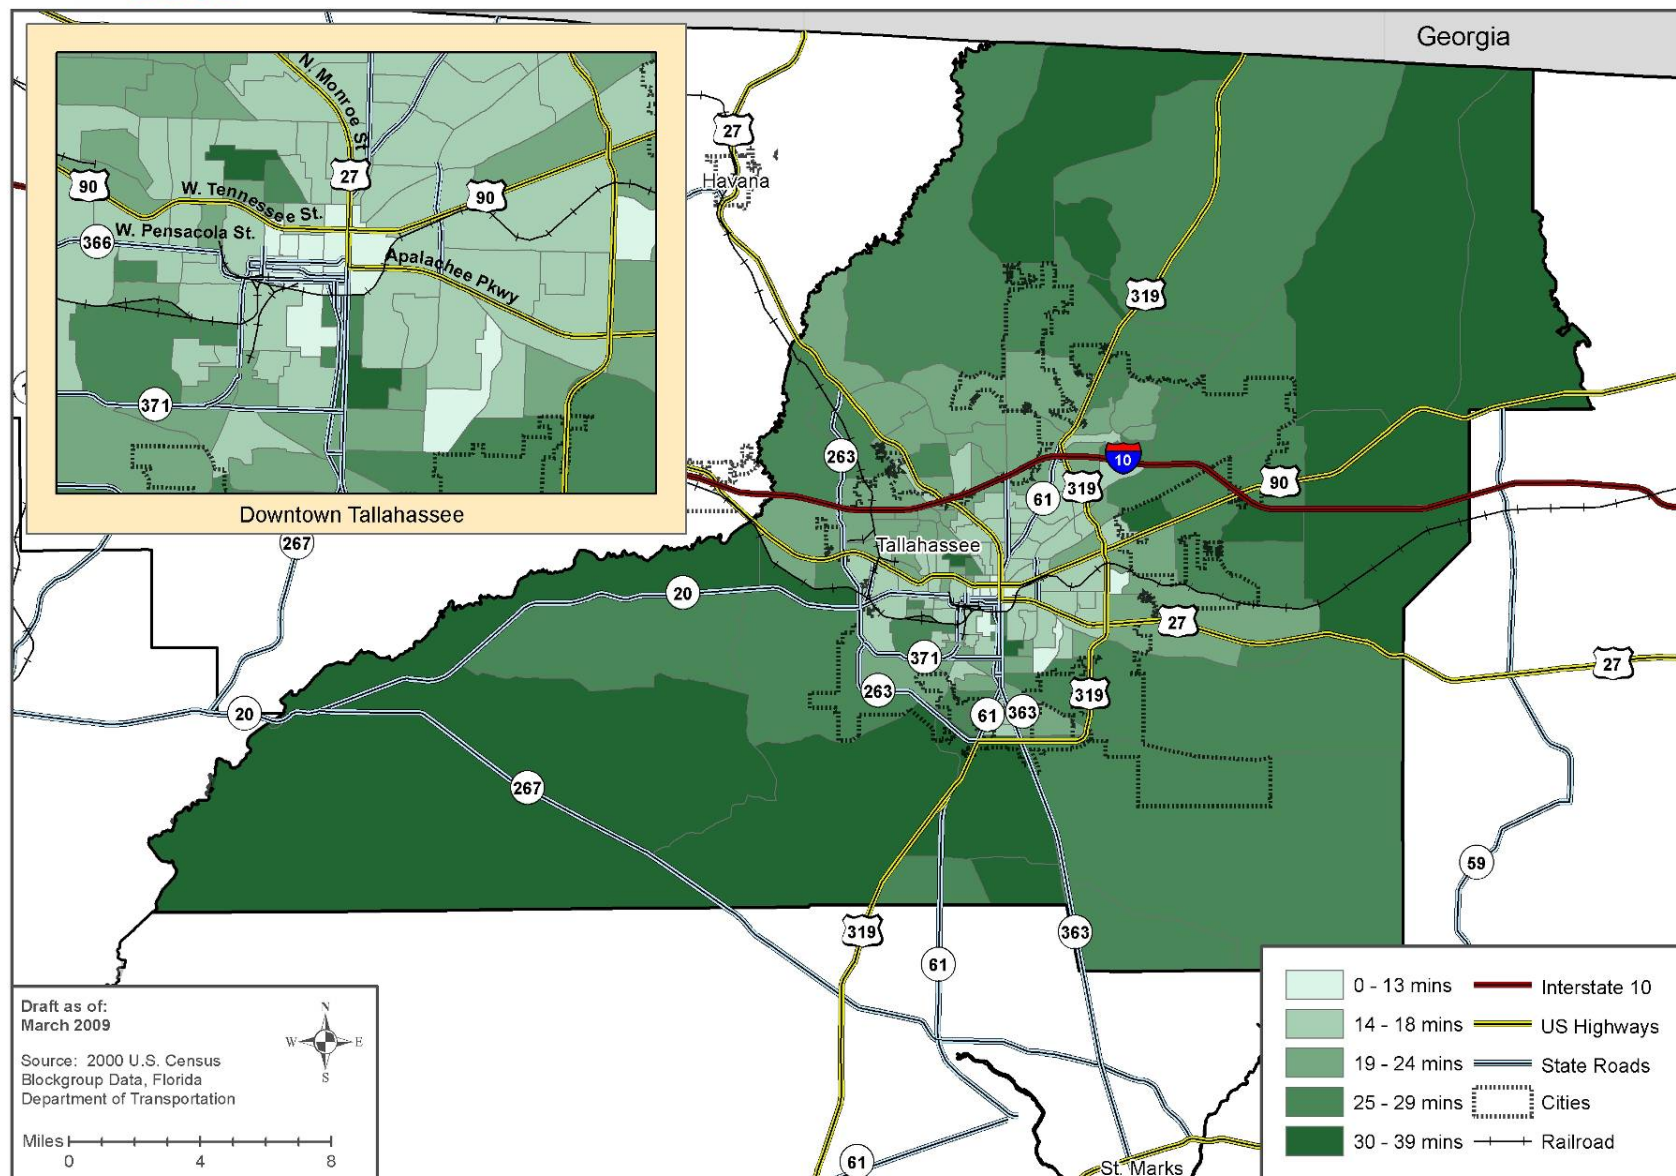 Georgia
N. Monroe St
27
90
W. Tennessee St.
90
W. Pensacola St.
366
Apalachee Pkwy
371
Downtown Tallahassee
27
Havana
319
263
10
61
319
90
267
Tallahassee
20
27
371
27
263
319
20
61
363
267
59
319
363
61
61
St. Marks
Draft as of:
March 2009
Source: 2000 U.S. Census
Blockgroup Data, Florida
Department of Transportation
N
W
E
S
Miles
0 4 8
0 - 13 mins
14 - 18 mins
19 - 24 mins
25 - 29 mins
30 - 39 mins
Interstate 10
US Highways
State Roads
Cities
Railroad